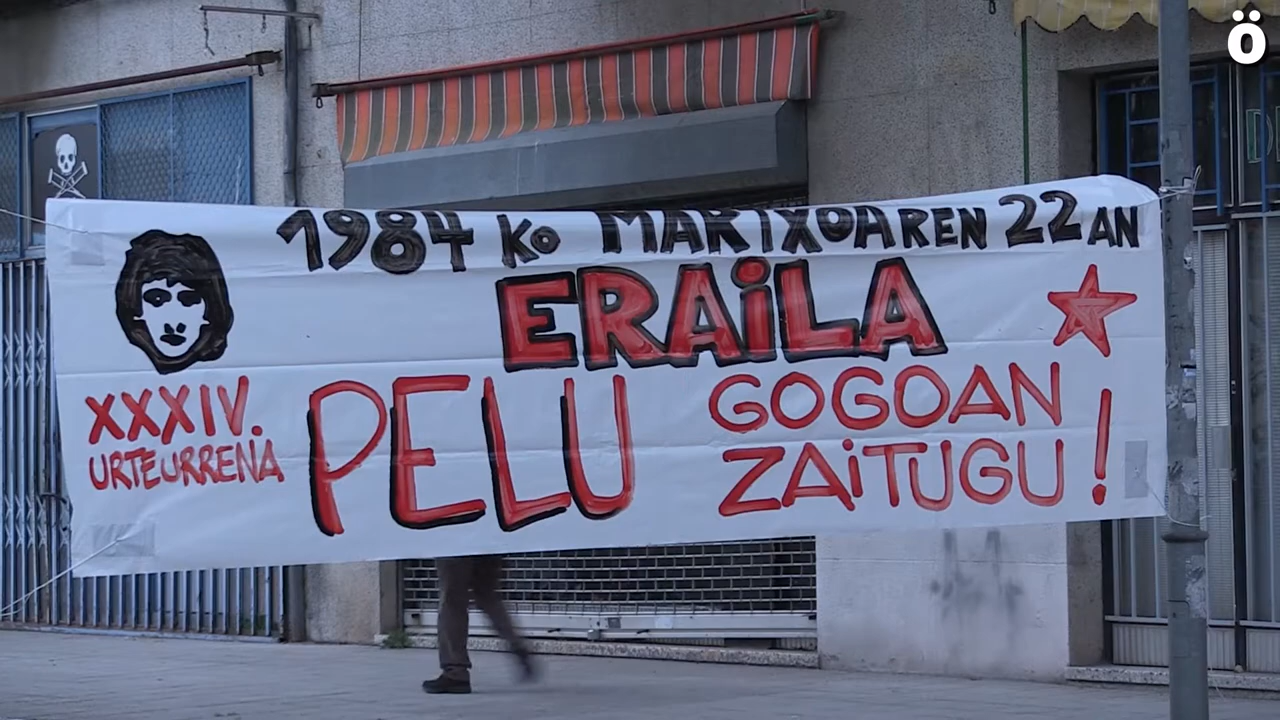 ö
1984 KO MARTXOAREN 22 AN
ERAiLA
XXXIV.
URTEURRENA
PELU
GOGOAN
ZAiTUGU!